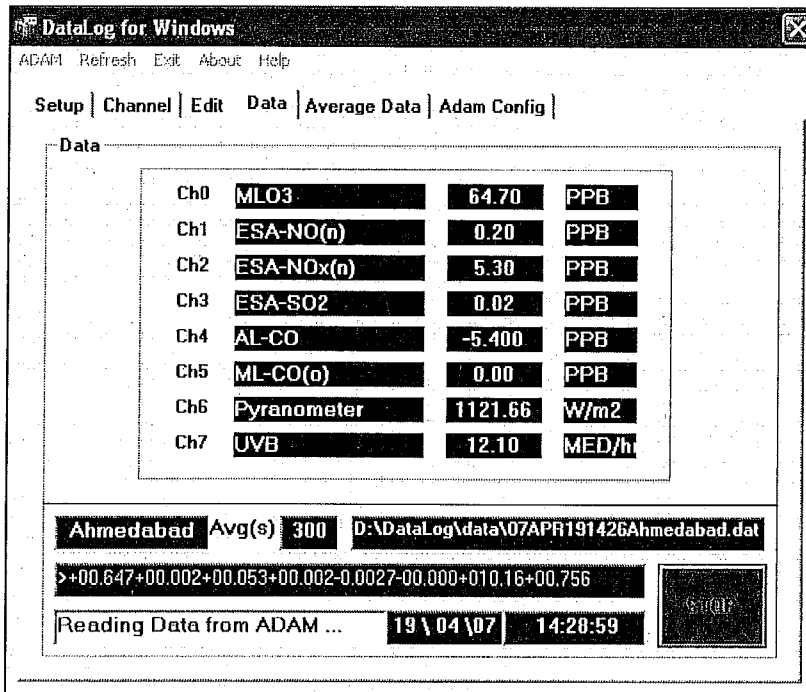 DataLog for Windows
ADAM Refresh Exit About Help
Setup Channel Edit Data Average Data Adam Config
Data
Ch0 MLO3 64.70 PPB
Ch1 ESA-NO(n) 0.20 PPB
Ch2 ESA-NOx(n) 5.30 PPB
Ch3 ESA-SO2 0.02 PPB
Ch4 AL-CO -5.400 PPB
Ch5 ML-CO(o) 0.00 PPB
Ch6 Pyranometer 1121.66 W/m2
Ch7 UVB 12.10 MED/hr
Ahmedabad Avg(s) 300 D:\DataLog\data\07APR191426Ahmedabad.dat
>+00.647+00.002+00.053+00.002-0.0027-00.000+010.16+00.756
Reading Data from ADAM ... 19 \ 04 \07 14:28:59
STOP